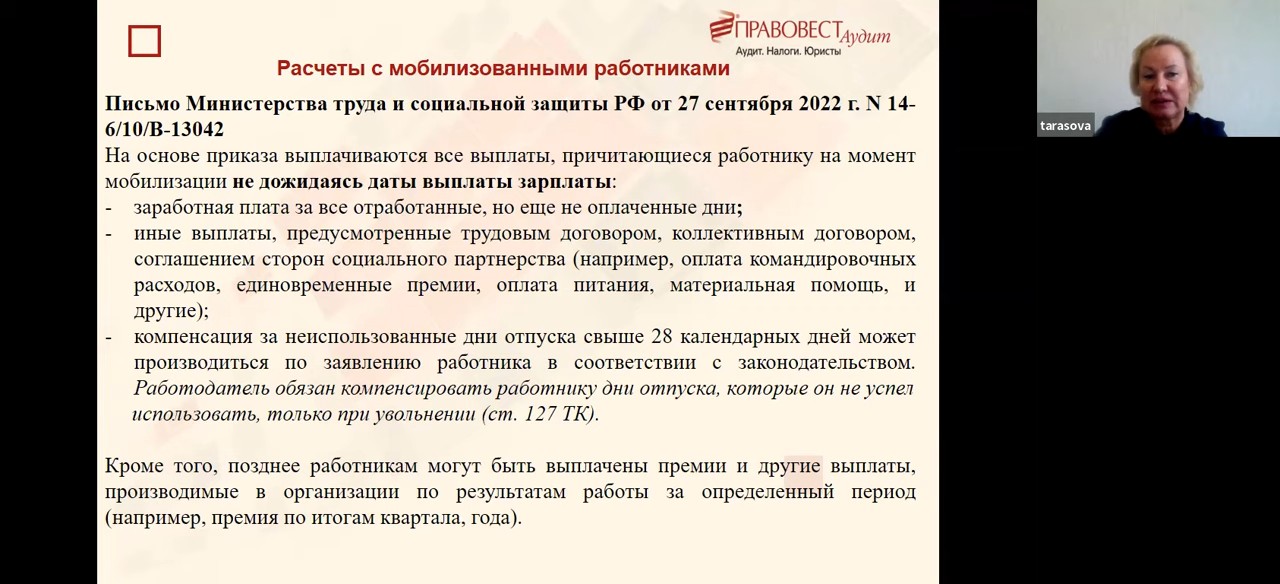 ПРАВОВЕСТ Аудит
Аудит. Налоги. Юристы
Расчеты с мобилизованными работниками
Письмо Министерства труда и социальной защиты РФ от 27 сентября 2022 г. N 14-
6/10/В-13042
На основе приказа выплачиваются все выплаты, причитающиеся работнику на момент
мобилизации не дожидаясь даты выплаты зарплаты:
- заработная плата за все отработанные, но еще не оплаченные дни;
- иные выплаты, предусмотренные трудовым договором, коллективным договором,
соглашением сторон социального партнерства (например, оплата командировочных
расходов, единовременные премии, оплата питания, материальная помощь, и
другие);
- компенсация за неиспользованные дни отпуска свыше 28 календарных дней может
производиться по заявлению работника в соответствии с законодательством.
Работодатель обязан компенсировать работнику дни отпуска, которые он не успел
использовать, только при увольнении (ст. 127 ТК).
Кроме того, позднее работникам могут быть выплачены премии и другие выплаты,
производимые в организации по результатам работы за определенный период
(например, премия по итогам квартала, года).
tarasova